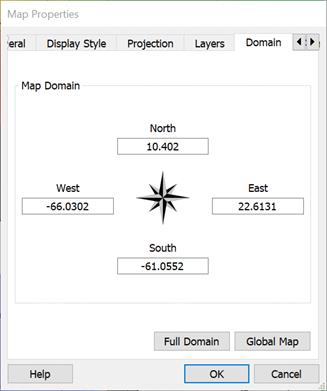 Map Properties
eral Display Style Projection Layers Domain
Map Domain
North
10.402
West East
-66.0302 22.6131
South
-61.0552
Full Domain Global Map
Help OK Cancel